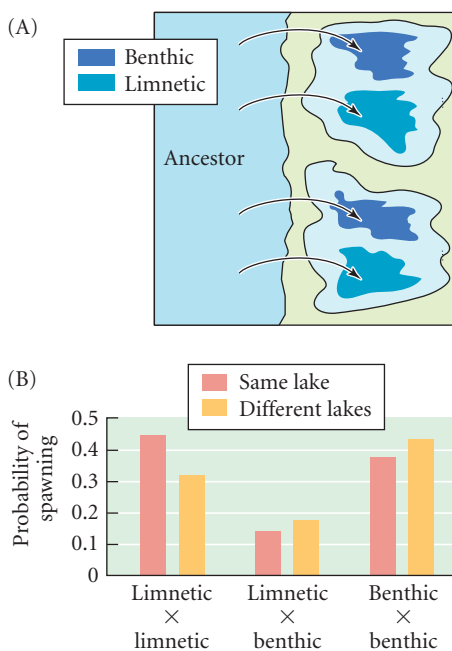 (A)
Benthic
Limnetic
Ancestor
(B)
Same lake
Different lakes
Probability of
spawning
0.5
0.4
0.3
0.2
0.1
0
Limnetic
×
limnetic
Limnetic
×
benthic
Benthic
×
benthic